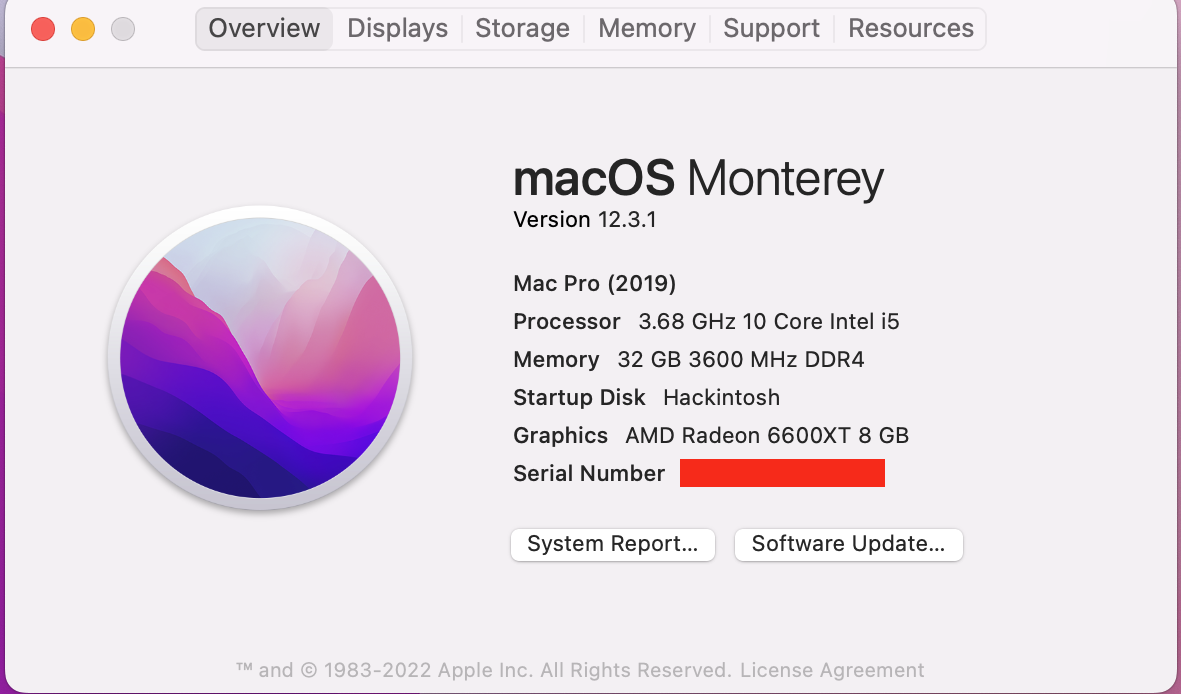 Overview Displays Storage Memory Support Resources
macOS Monterey
Version 12.3.1
Mac Pro (2019)
Processor 3.68 GHz 10 Core Intel i5
Memory 32 GB 3600 MHz DDR4
Startup Disk Hackintosh
Graphics AMD Radeon 6600XT 8 GB
Serial Number
System Report... Software Update...
™ and © 1983-2022 Apple Inc. All Rights Reserved. License Agreement